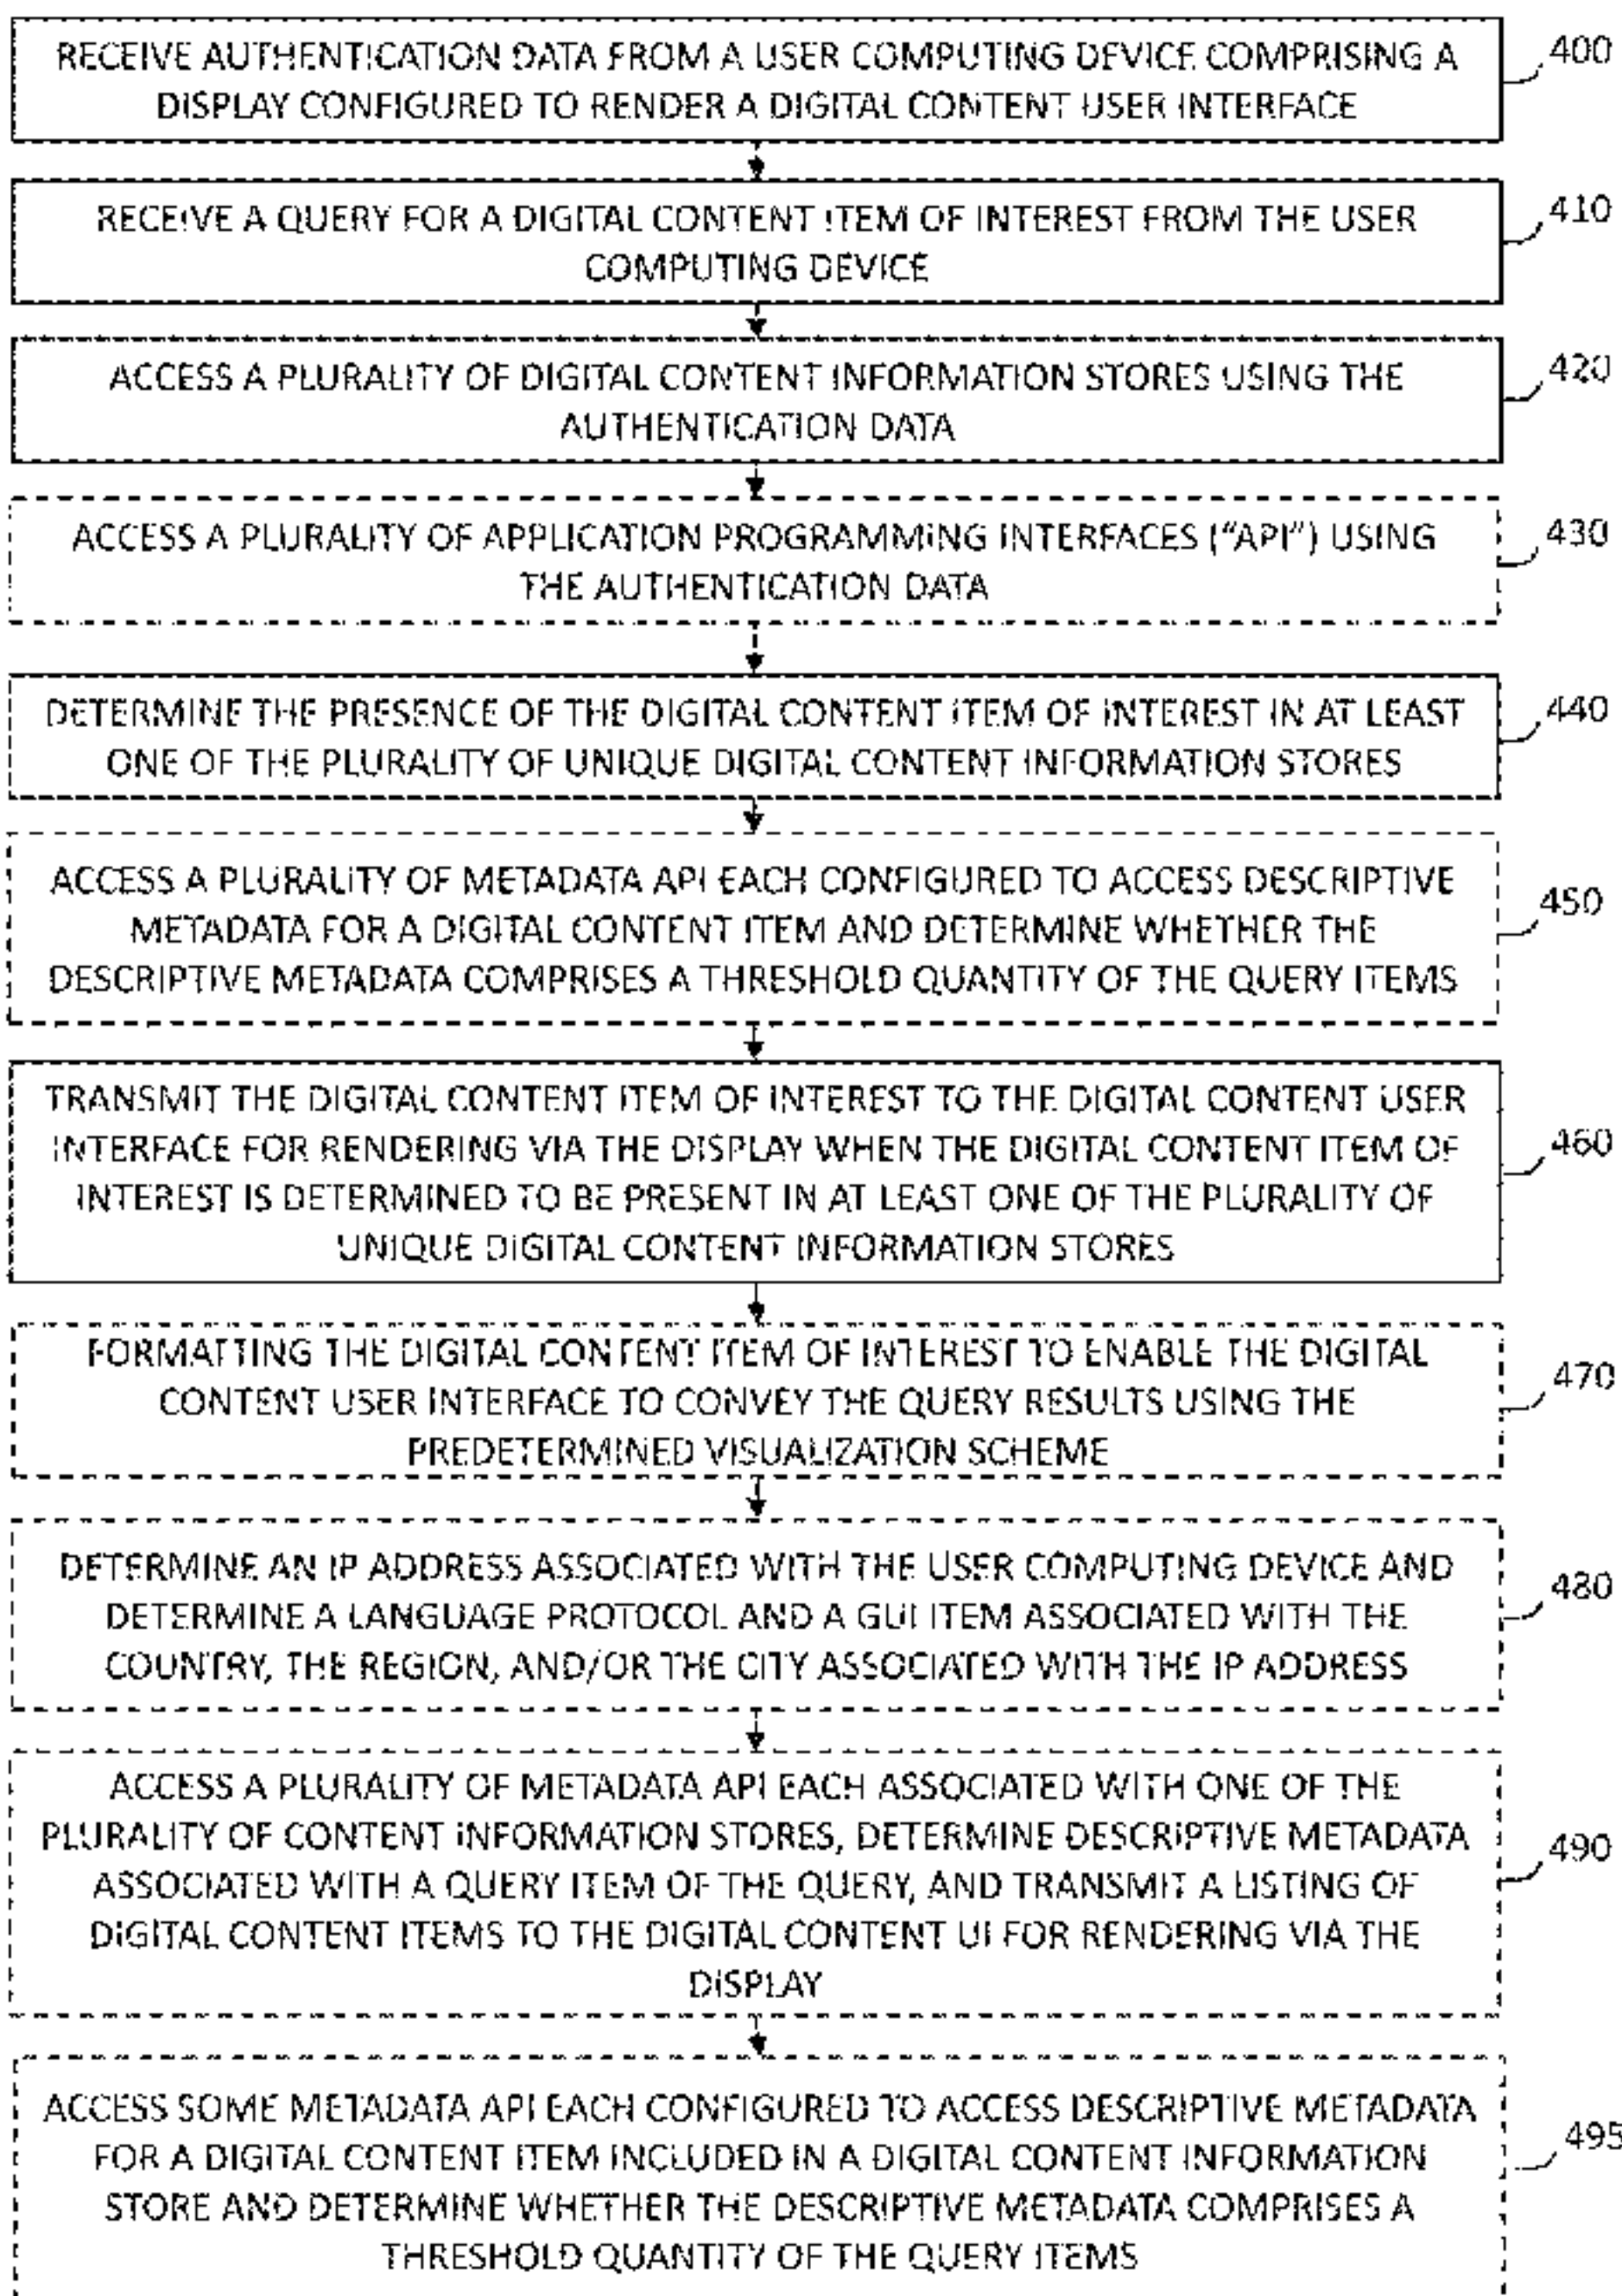 RECEIVE AUTHENTICATION DATA FROM A USER COMPUTING DEVICE COMPRISING A
DISPLAY CONFIGURED TO RENDER A DIGITAL CONTENT USER INTERFACE
400
RECEIVE A QUERY FOR A DIGITAL CONTENT ITEM OF INTEREST FROM THE USER
COMPUTING DEVICE
410
ACCESS A PLURALITY OF DIGITAL CONTENT INFORMATION STORES USING THE
AUTHENTICATION DATA
420
ACCESS A PLURALITY OF APPLICATION PROGRAMMING INTERFACES ("API") USING
THE AUTHENTICATION DATA
430
DETERMINE THE PRESENCE OF THE DIGITAL CONTENT ITEM OF INTEREST IN AT LEAST
ONE OF THE PLURALITY OF UNIQUE DIGITAL CONTENT INFORMATION STORES
440
ACCESS A PLURALITY OF METADATA API EACH CONFIGURED TO ACCESS DESCRIPTIVE
METADATA FOR A DIGITAL CONTENT ITEM AND DETERMINE WHETHER THE
DESCRIPTIVE METADATA COMPRISES A THRESHOLD QUANTITY OF THE QUERY ITEMS
450
TRANSMIT THE DIGITAL CONTENT ITEM OF INTEREST TO THE DIGITAL CONTENT USER
INTERFACE FOR RENDERING VIA THE DISPLAY WHEN THE DIGITAL CONTENT ITEM OF
INTEREST IS DETERMINED TO BE PRESENT IN AT LEAST ONE OF THE PLURALITY OF
UNIQUE DIGITAL CONTENT INFORMATION STORES
460
FORMATTING THE DIGITAL CONTENT ITEM OF INTEREST TO ENABLE THE DIGITAL
CONTENT USER INTERFACE TO CONVEY THE QUERY RESULTS USING THE
PREDETERMINED VISUALIZATION SCHEME
470
DETERMINE AN IP ADDRESS ASSOCIATED WITH THE USER COMPUTING DEVICE AND
DETERMINE A LANGUAGE PROTOCOL AND A GUI ITEM ASSOCIATED WITH THE
COUNTRY, THE REGION, AND/OR THE CITY ASSOCIATED WITH THE IP ADDRESS
480
ACCESS A PLURALITY OF METADATA API EACH ASSOCIATED WITH ONE OF THE
PLURALITY OF CONTENT INFORMATION STORES, DETERMINE DESCRIPTIVE METADATA
ASSOCIATED WITH A QUERY ITEM OF THE QUERY, AND TRANSMIT A LISTING OF
DIGITAL CONTENT ITEMS TO THE DIGITAL CONTENT UI FOR RENDERING VIA THE
DISPLAY
490
ACCESS SOME METADATA API EACH CONFIGURED TO ACCESS DESCRIPTIVE METADATA
FOR A DIGITAL CONTENT ITEM INCLUDED IN A DIGITAL CONTENT INFORMATION
STORE AND DETERMINE WHETHER THE DESCRIPTIVE METADATA COMPRISES A
THRESHOLD QUANTITY OF THE QUERY ITEMS
495